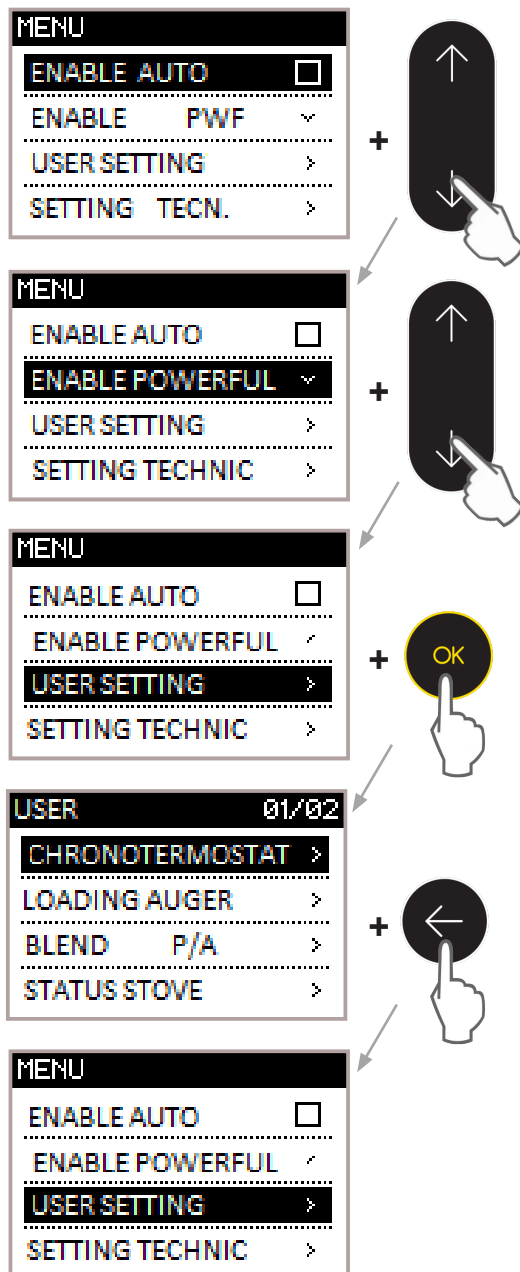 MENU
ENABLE AUTO
ENABLE PWF
USER SETTING
SETTING TECN.
+
MENU
ENABLE AUTO
ENABLE POWERFUL
USER SETTING
SETTING TECHNIC
+
MENU
ENABLE AUTO
ENABLE POWERFUL
USER SETTING
SETTING TECHNIC
+
OK
USER 01/02
CHRONOTERMOSTAT
LOADING AUGER
BLEND P/A
STATUS STOVE
+
MENU
ENABLE AUTO
ENABLE POWERFUL
USER SETTING
SETTING TECHNIC